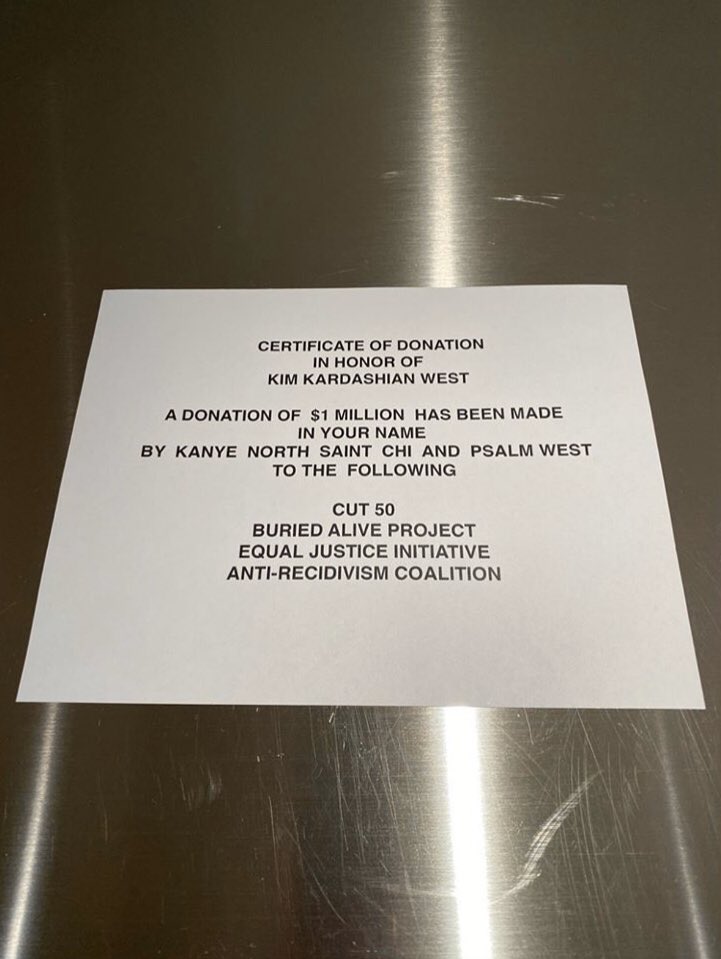 CERTIFICATE OF DONATION
IN HONOR OF
KIM KARDASHIAN WEST
A DONATION OF $1 MILLION HAS BEEN MADE
IN YOUR NAME
BY KANYE NORTH SAINT CHI AND PSALM WEST
TO THE FOLLOWING
CUT 50
BURIED ALIVE PROJECT
EQUAL JUSTICE INITIATIVE
ANTI-RECIDIVISM COALITION